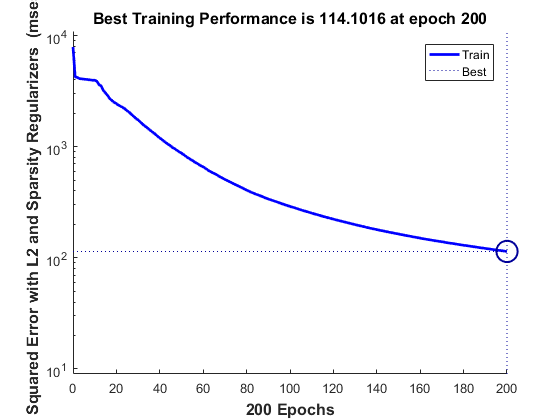 Best Training Performance is 114.1016 at epoch 200
Squared Error with L2 and Sparsity Regularizers (mse
10^4
10^3
10^2
10^1
Train
Best
0 20 40 60 80 100 120 140 160 180 200
200 Epochs